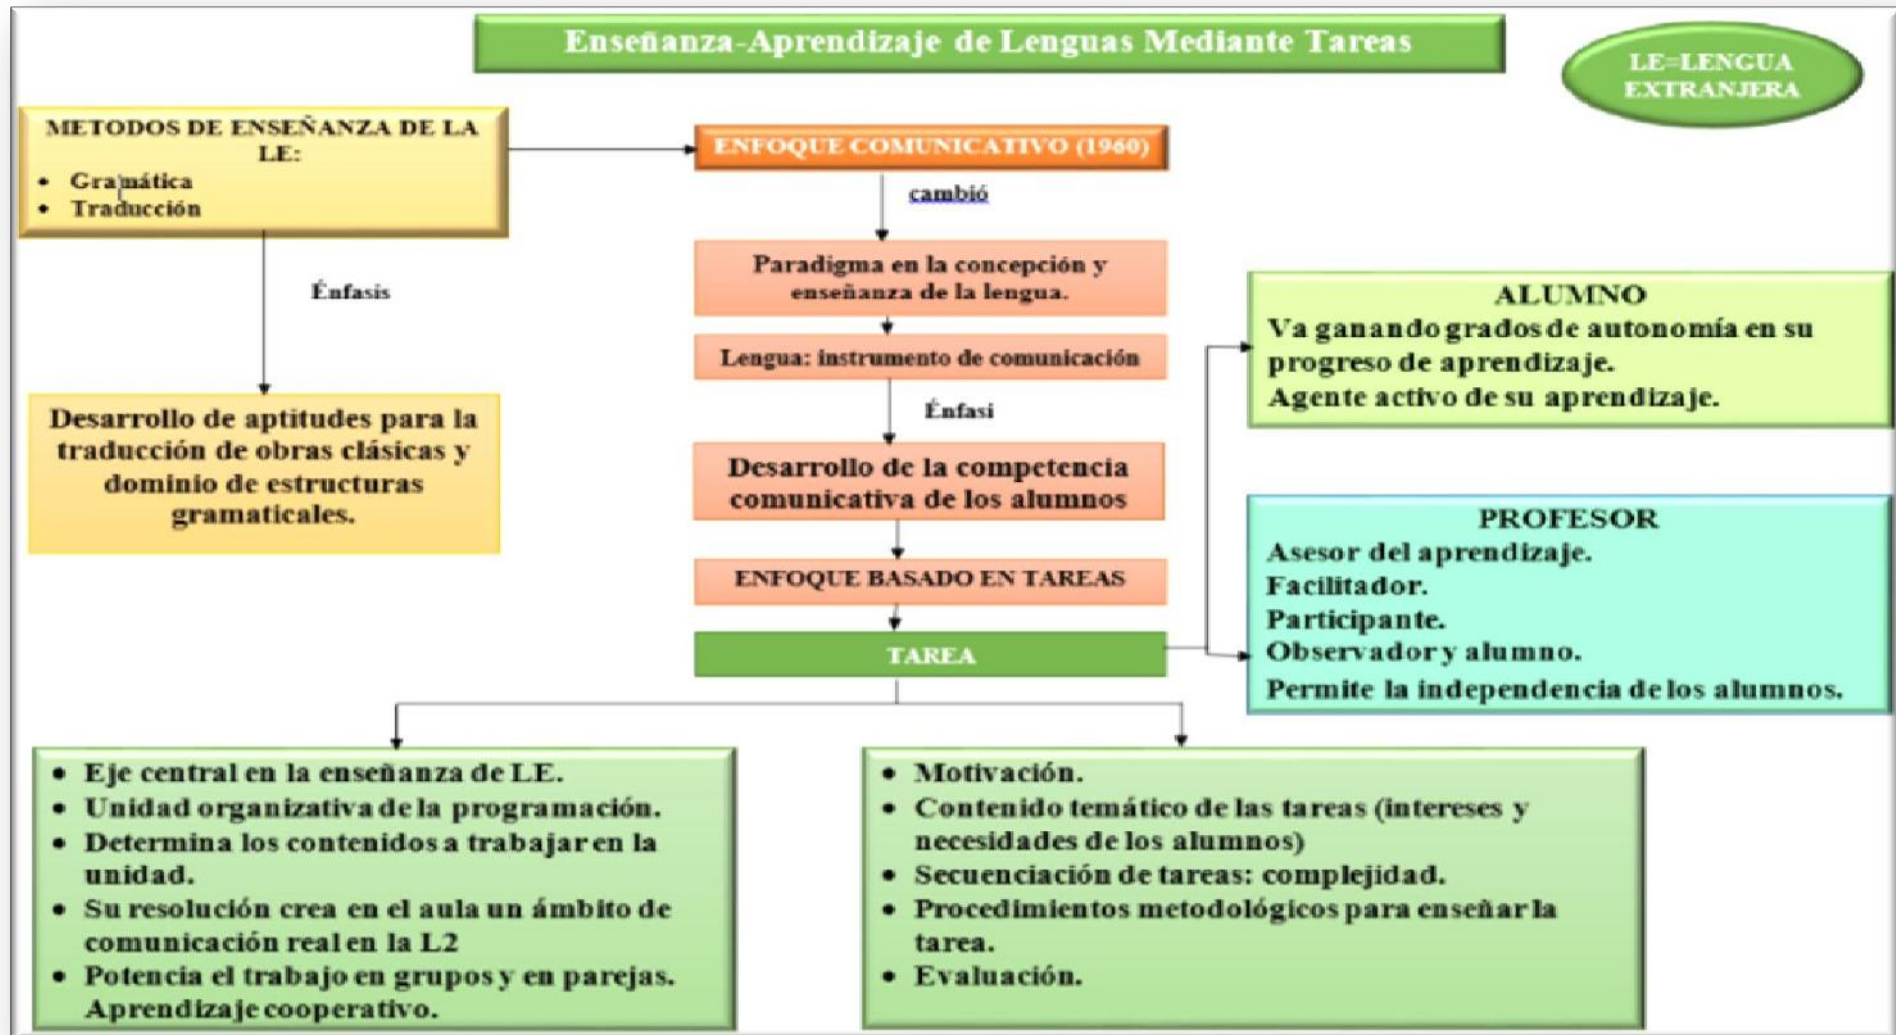 Enseñanza-Aprendizaje de Lenguas Mediante Tareas
LE=LENGUA
EXTRANJERA
METODOS DE ENSEÑANZA DE LA
LE:
• Gramática
• Traducción
ENFOQUE COMUNICATIVO (1960)
cambió
Énfasis
Paradigma en la concepción y
enseñanza de la lengua.
Lengua: instrumento de comunicación
Énfasi
Desarrollo de aptitudes para la
traducción de obras clásicas y
dominio de estructuras
gramaticales.
Desarrollo de la competencia
comunicativa de los alumnos
ENFOQUE BASADO EN TAREAS
TAREA
ALUMNO
Va ganando grados de autonomía en su
progreso de aprendizaje.
Agente activo de su aprendizaje.
PROFESOR
Asesor del aprendizaje.
Facilitador.
Participante.
Observador y alumno.
Permite la independencia de los alumnos.
• Eje central en la enseñanza de LE.
• Unidad organizativa de la programación.
• Determina los contenidos a trabajar en la
unidad.
• Su resolución crea en el aula un ámbito de
comunicación real en la L2
• Potencia el trabajo en grupos y en parejas.
Aprendizaje cooperativo.
• Motivación.
• Contenido temático de las tareas (intereses y
necesidades de los alumnos)
• Secuenciación de tareas: complejidad.
• Procedimientos metodológicos para enseñar la
tarea.
• Evaluación.